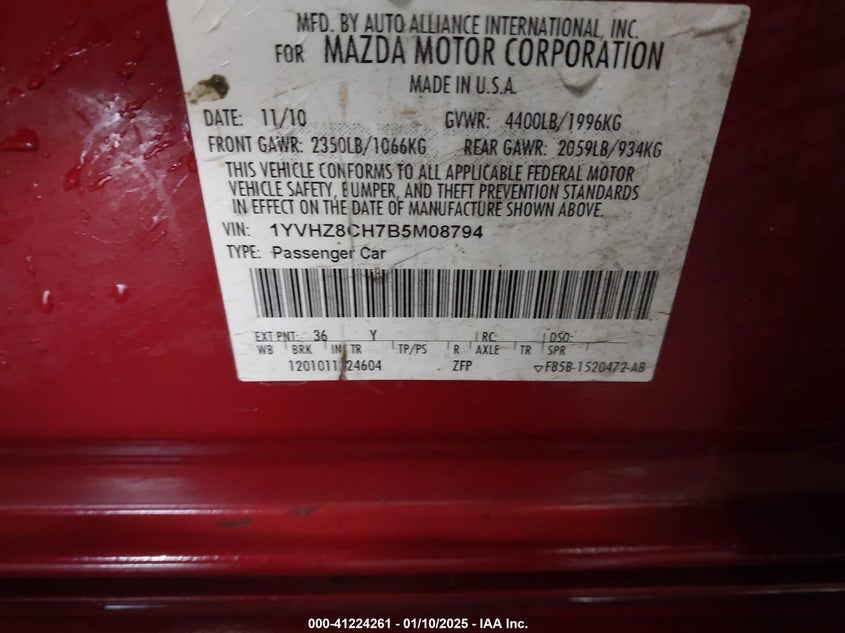 MFD. BY AUTO ALLIANCE INTERNATIONAL, INC.
FOR MAZDA MOTOR CORPORATION
MADE IN U.S.A.
DATE: 11/10 GVWR: 4400LB/1996KG
FRONT GAWR: 2350LB/1066KG REAR GAWR: 2059LB/934KG
THIS VEHICLE CONFORMS TO ALL APPLICABLE FEDERAL MOTOR
VEHICLE SAFETY, BUMPER, AND THEFT PREVENTION STANDARDS
IN EFFECT ON THE DATE OF MANUFACTURE SHOWN ABOVE.
VIN: 1YVHZ8CH7B5M08794
TYPE: Passenger Car
EXT PNT: 36 Y RC: DSO:
WB BRK IN TR TP/PS R AXLE TR SPR
1201011 24604 ZFP F85B-1520472-AB
000-41224261 - 01/10/2025 - IAA Inc.